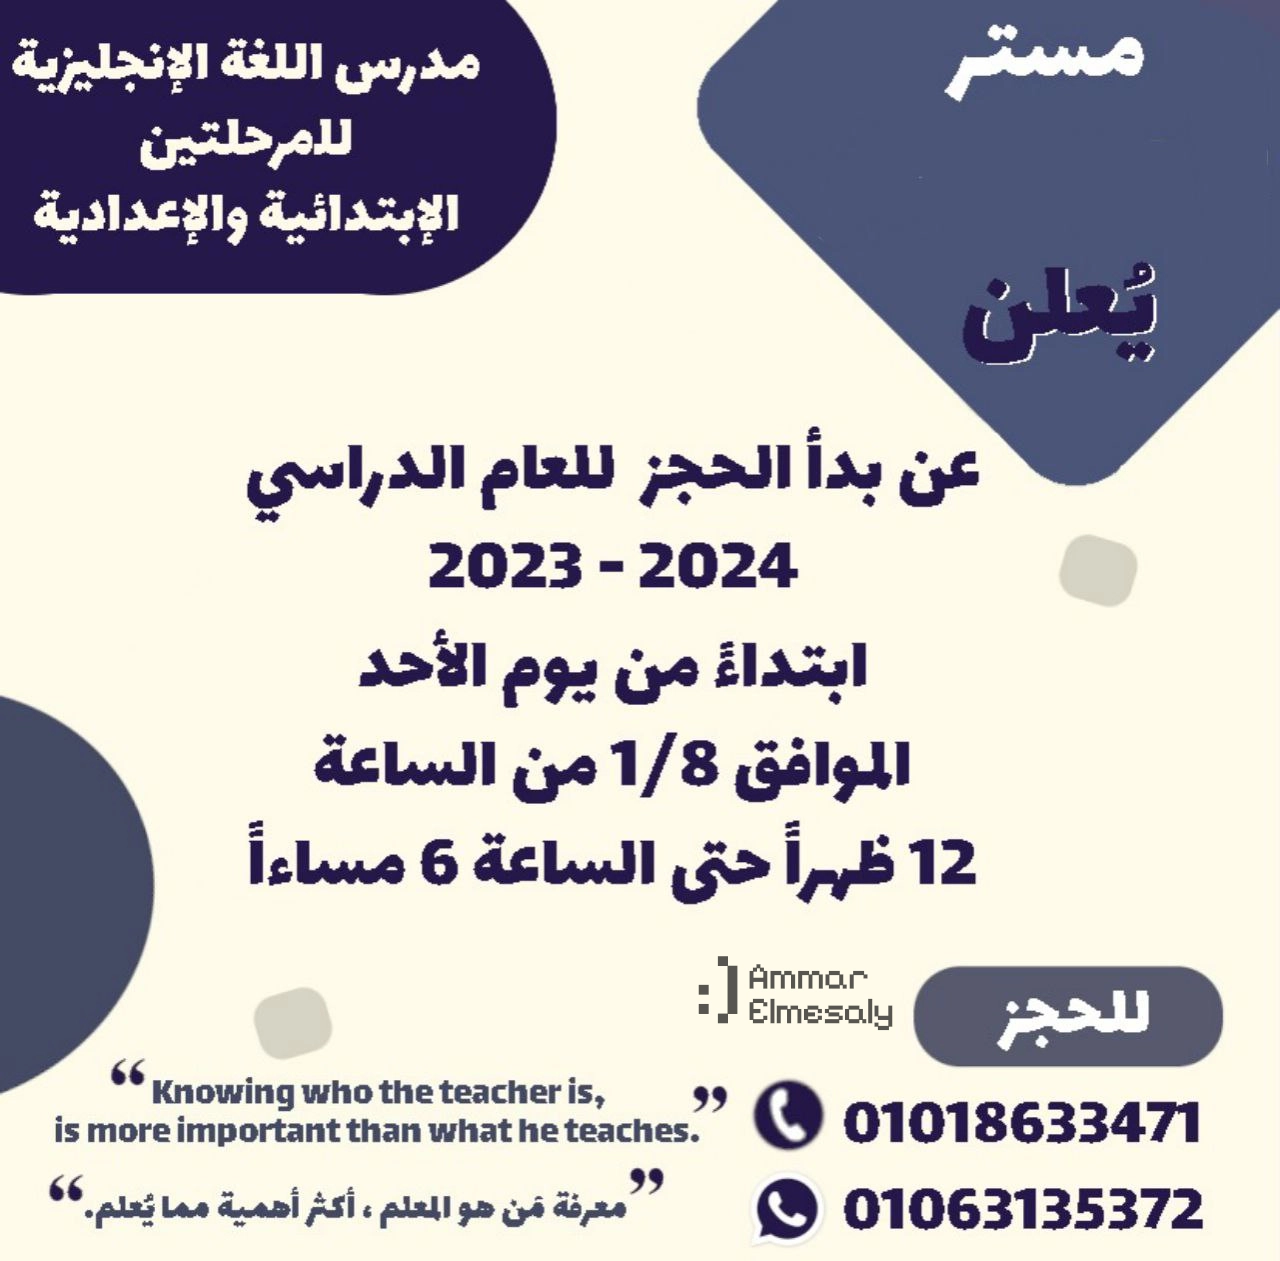 مستر
يُعلن
مدرس اللغة الإنجليزية
للمرحلتين
الإبتدائية والإعدادية
عن بدأ الحجز للعام الدراسي
2023 - 2024
ابتداءً من يوم الأحد
الموافق 1/8 من الساعة
12 ظهراً حتى الساعة 6 مساءاً
:] Ammar
Elmesaly
للحجز
01018633471
01063135372
“Knowing who the teacher is,
is more important than what he teaches.”
”معرفة مَن هو المعلم ، أكثر أهمية مما يُعلم.“